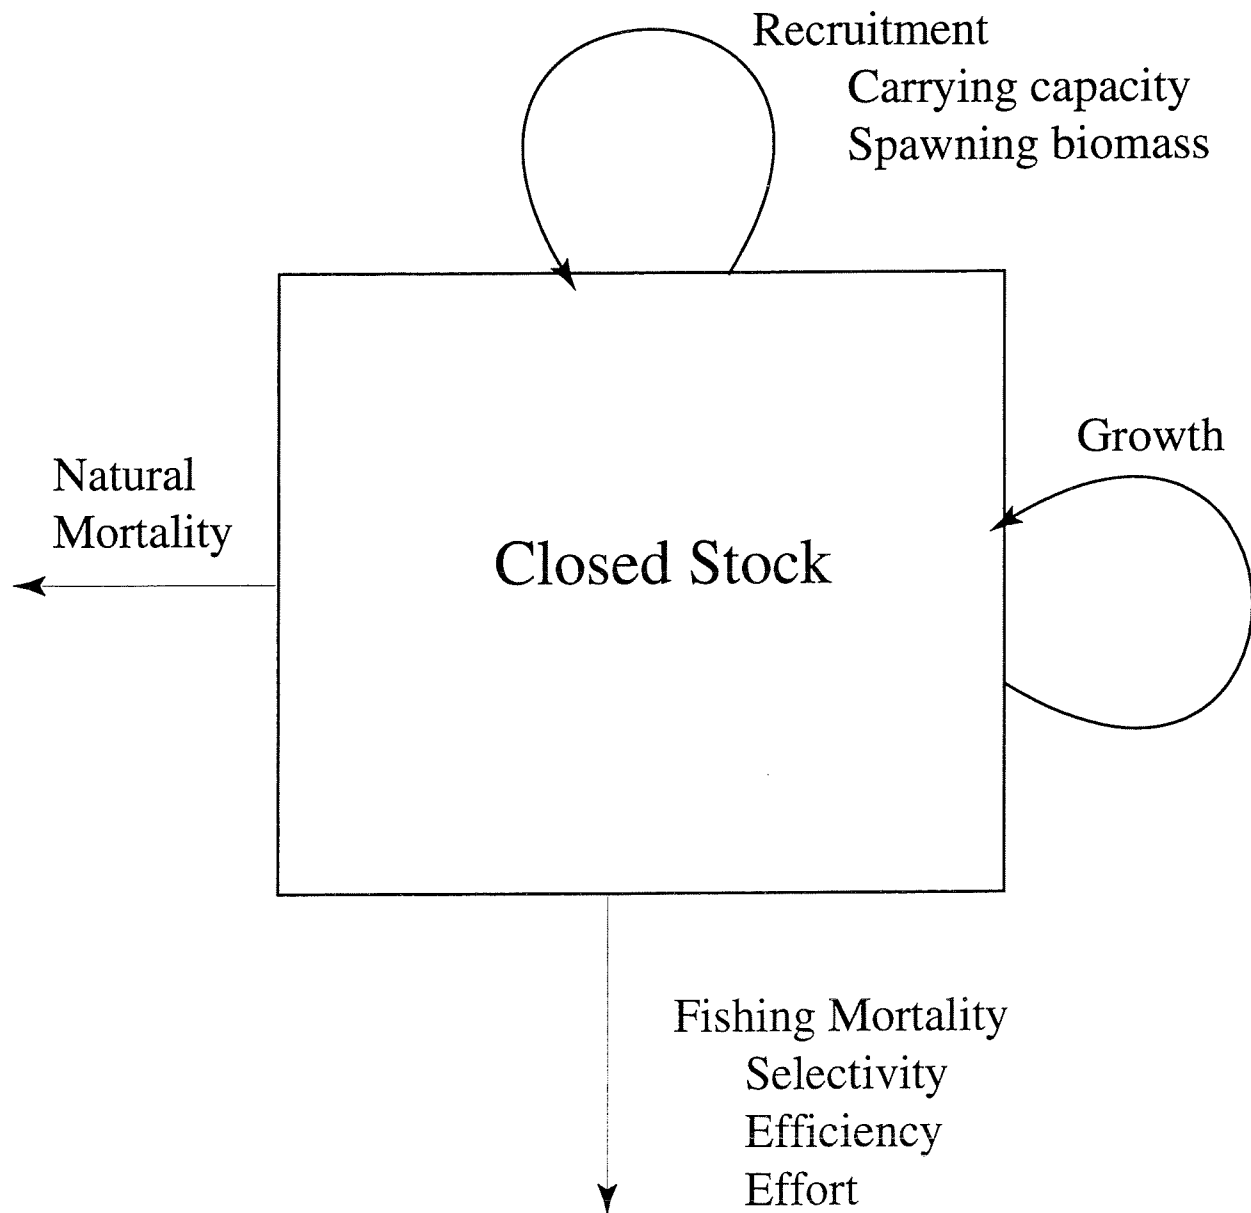 Recruitment
Carrying capacity
Spawning biomass
Growth
Natural
Mortality
Closed Stock
Fishing Mortality
Selectivity
Efficiency
Effort